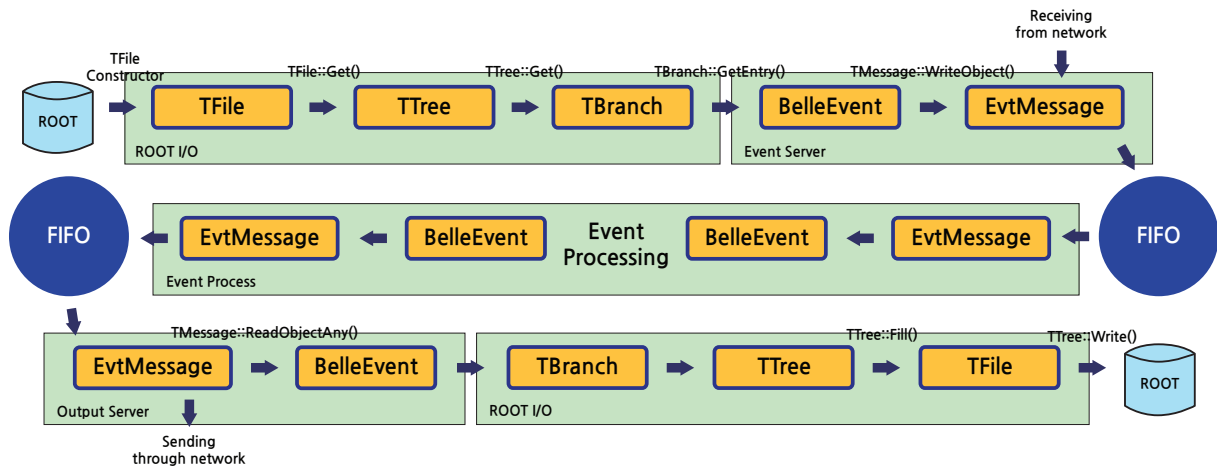 Receiving
from network
TFile
Constructor
TFile::Get()
TTree::Get()
TBranch::GetEntry()
TMessage::WriteObject()
ROOT
TFile
TTree
TBranch
BelleEvent
EvtMessage
ROOT I/O
Event Server
FIFO
EvtMessage
BelleEvent
Event
Processing
BelleEvent
EvtMessage
FIFO
Event Process
TMessage::ReadObjectAny()
TTree::Fill()
TTree::Write()
EvtMessage
BelleEvent
TBranch
TTree
TFile
ROOT
Output Server
ROOT I/O
Sending
through network